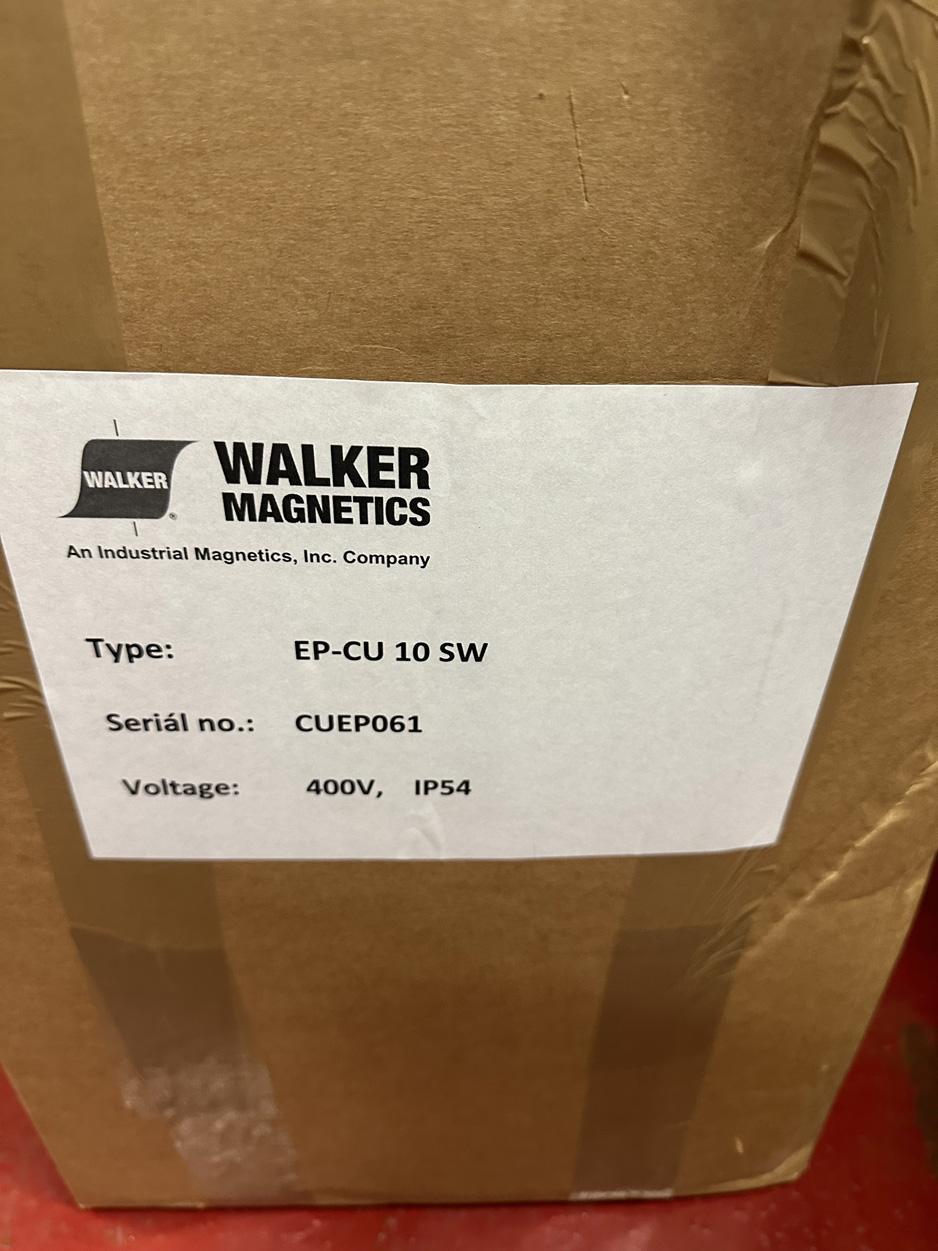 WALKER
WALKER
MAGNETICS
An Industrial Magnetics, Inc. Company
Type: EP-CU 10 SW
Seriál no.: CUEP061
Voltage: 400V, IP54